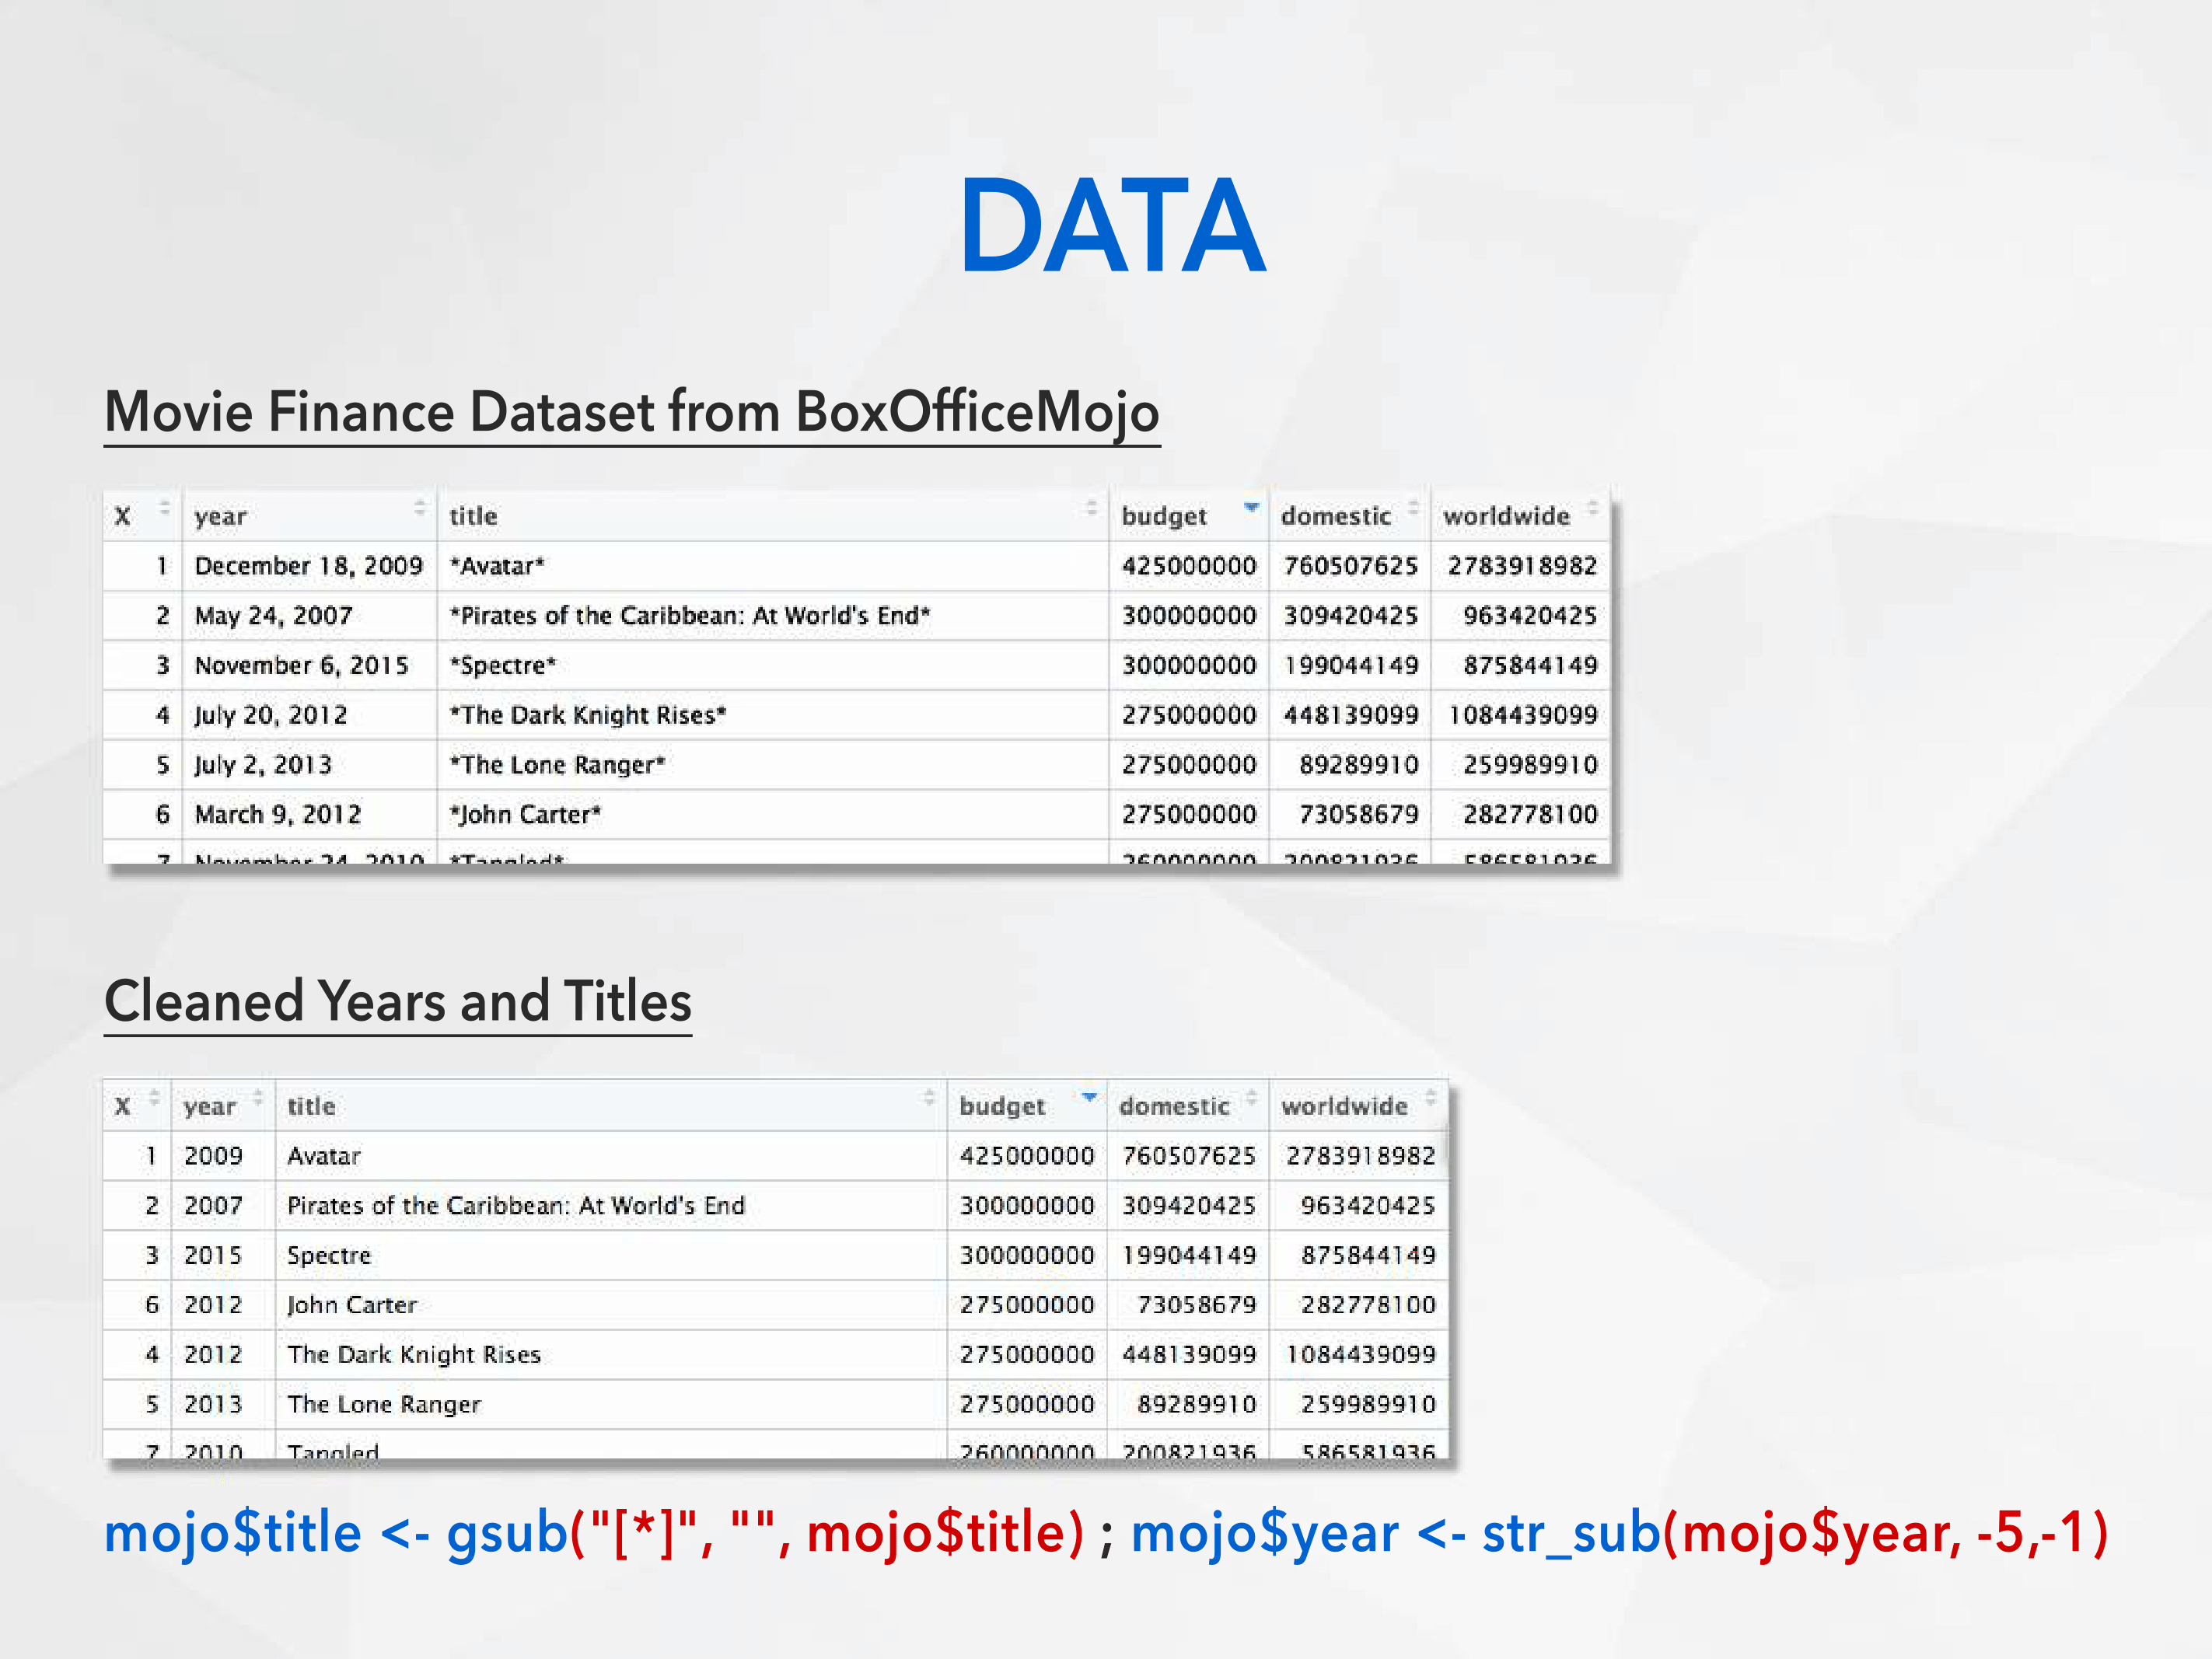 DATA
Movie Finance Dataset from BoxOfficeMojo
X year title budget domestic worldwide
1 December 18, 2009 *Avatar* 425000000 760507625 2783918982
2 May 24, 2007 *Pirates of the Caribbean: At World's End* 300000000 309420425 963420425
3 November 6, 2015 *Spectre* 300000000 199044149 875844149
4 July 20, 2012 *The Dark Knight Rises* 275000000 448139099 1084439099
5 July 2, 2013 *The Lone Ranger* 275000000 89289910 259989910
6 March 9, 2012 *John Carter* 275000000 73058679 282778100
7 November 24, 2010 *Tangled* 260000000 200821936 586581936
Cleaned Years and Titles
X year title budget domestic worldwide
1 2009 Avatar 425000000 760507625 2783918982
2 2007 Pirates of the Caribbean: At World's End 300000000 309420425 963420425
3 2015 Spectre 300000000 199044149 875844149
6 2012 John Carter 275000000 73058679 282778100
4 2012 The Dark Knight Rises 275000000 448139099 1084439099
5 2013 The Lone Ranger 275000000 89289910 259989910
7 2010 Tangled 260000000 200821936 586581936
mojo$title <- gsub("[*]", "", mojo$title) ; mojo$year <- str_sub(mojo$year, -5,-1)